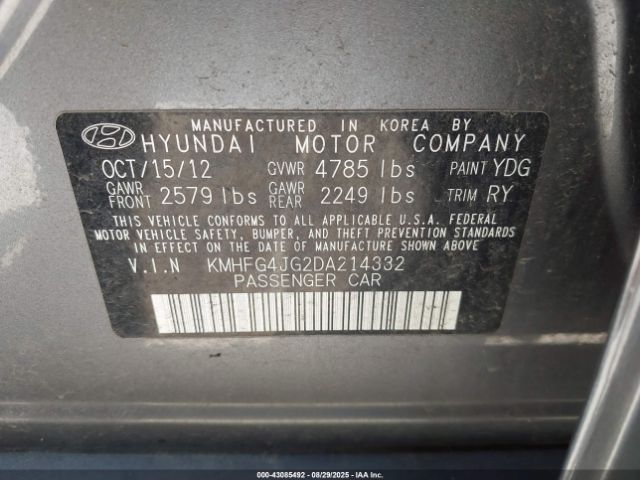 MANUFACTURED IN KOREA BY
HYUNDAI MOTOR COMPANY
OCT/15/12 GVWR 4785 lbs PAINT YDG
GAWR FRONT 2579 lbs GAWR REAR 2249 lbs TRIM RY
THIS VEHICLE CONFORMS TO ALL APPLICABLE U.S.A. FEDERAL
MOTOR VEHICLE SAFETY, BUMPER, AND THEFT PREVENTION STANDARDS
IN EFFECT ON THE DATE OF MANUFACTURE SHOWN ABOVE
V.I.N KMHFG4JG2DA214332
PASSENGER CAR
000-43085492 - 08/29/2025 - IAAI.COM